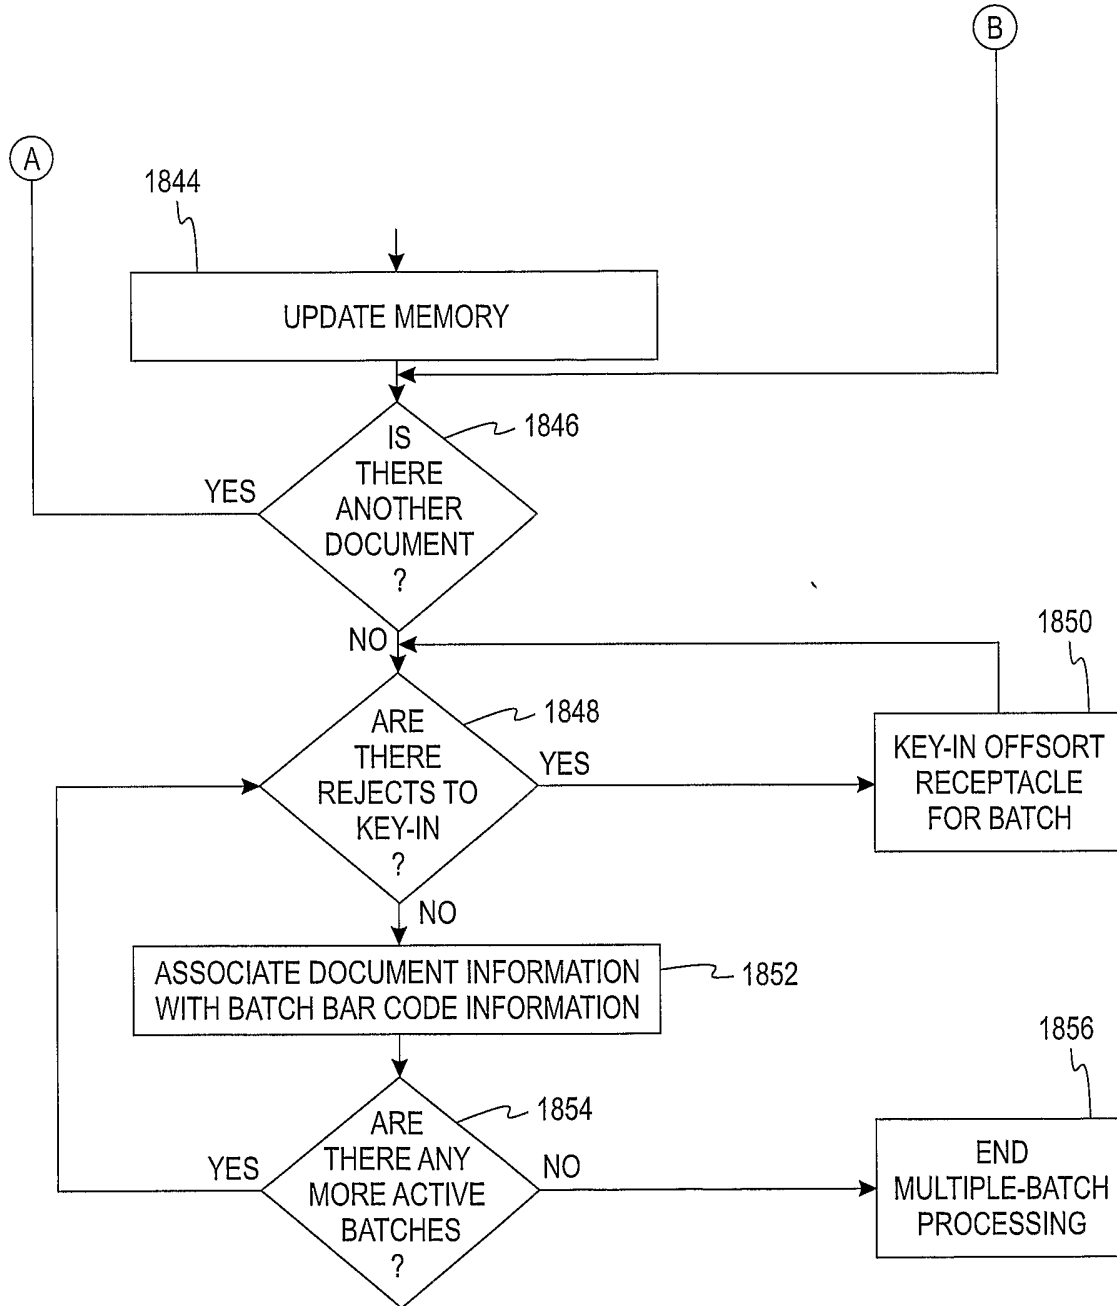 B
A
1844
UPDATE MEMORY
1846
IS
THERE
ANOTHER
DOCUMENT
?
YES
NO
1850
1848
ARE
THERE
REJECTS TO
KEY-IN
?
YES
KEY-IN OFFSORT
RECEPTACLE
FOR BATCH
NO
ASSOCIATE DOCUMENT INFORMATION
WITH BATCH BAR CODE INFORMATION
1852
1856
1854
ARE
THERE ANY
MORE ACTIVE
BATCHES
?
YES
NO
END
MULTIPLE-BATCH
PROCESSING